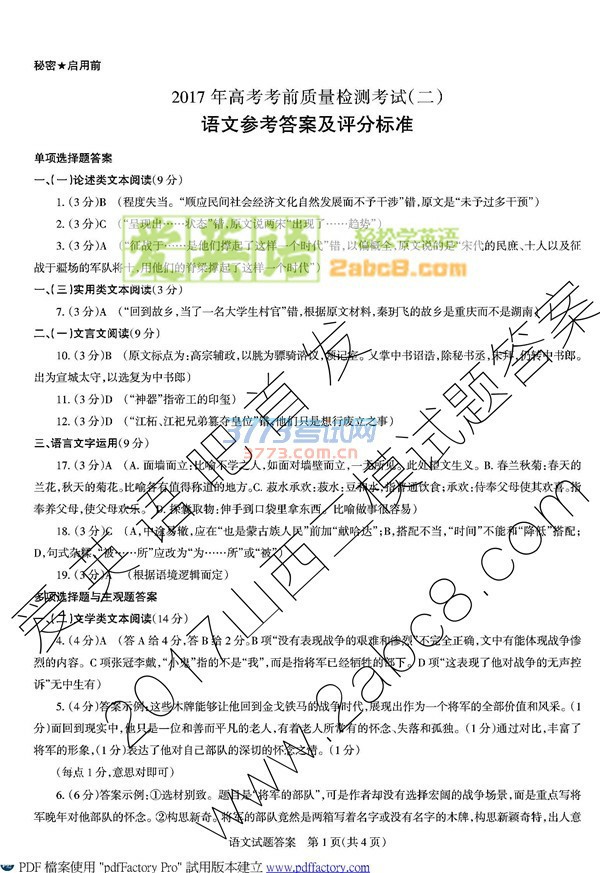 秘密★启用前
2017 年高考考前质量检测考试(二)
语文参考答案及评分标准
单项选择题答案
一、(一)论述类文本阅读(9 分)
1. (3 分)B (程度失当。“顺应民间社会经济文化自然发展而不予干涉”错,原文是“未予过多干预”)
2. (3 分)C (“呈现出……状态”错,原文说两宋“出现了……趋势”)
3. (3 分)A (“征战于……是他们撑起了这样一个时代”错,以偏概全,原文说的是“宋代的民庶、士人以及征
战于疆场的军队将士,用他们的脊梁撑起了这样一个时代”)
一、(三)实用类文本阅读(3 分)
7. (3 分)A (“回到故乡,当了一名大学生村官”错,根据原文材料,秦玥飞的故乡是重庆而不是湖南)
二、(一)文言文阅读(9 分)
10. (3 分)B (原文标点为:高宗辅政,以朓为骠骑谘议,领记室。又掌中书诏诰,除秘书丞,未拜,仍转中书郎。
出为宣城太守,以选复为中书郎)
11. (3 分)D (“神器”指帝王的印玺)
12. (3 分)D (“江祏、江祀兄弟篡夺皇位”错,他们只是想行废立之事)
三、语言文字运用(9 分)
17. (3 分)A (A. 面墙而立:比喻不学之人,如面对墙壁而立,一无所见。此处望文生义。B. 春兰秋菊:春天的
兰花,秋天的菊花。比喻各有值得称道的地方。C. 菽水承欢:菽水:豆和水,指普通饮食;承欢:侍奉父母使其欢喜。指
奉养父母,使父母欢乐。 D. 探囊取物:伸手到口袋里拿东西。比喻做事很容易)
18. (3 分)C (A,中途易辙,应在“也是蒙古族人民”前加“献哈达”;B,搭配不当,“时间”不能和“降低”搭配;
D,句式杂糅,“被……所”应改为“为……所”或“被”)
19. (3 分)A (根据语境逻辑而定)
多项选择题与主观题答案
一、(二)文学类文本阅读(14 分)
4. (4 分)A (答 A 给 4 分,答 B 给 2 分。B 项“没有表现战争的艰难和惨烈”不完全正确,文中有能体现战争惨
烈的内容。C 项张冠李戴,“小鬼”指的不是“我”,而是指将军已经牺牲的部下。 D 项“这表现了他对战争的无声控
诉”无中生有)
5. (4 分)答案示例:这些木牌能够让他回到金戈铁马的战争时代,展现出作为一个将军的全部价值和风采。(1
分)而回到现实中,他只是一位和善而平凡的老人,有着老人所常有的怀念、失落和孤独。(1 分)通过对比,丰富了
将军的形象,(1 分)表达了他对自己部队的深切的怀念之情。(1 分)
(每点 1 分,意思对即可)
6. (6 分)答案示例:①选材别致。题目是“将军的部队”,可是作者却没有选择宏阔的战争场景,而是重点写将
军晚年对他部队的怀念。②构思新奇。将军的部队竟然是两箱写着名字或没有名字的木牌,构思新颖奇特,出人意
语文试题答案 第 1 页(共 4 页)
PDF 檔案使用 "pdfFactory Pro" 試用版本建立 www.pdffactory.com
爱英语
轻松学英语
2abc8.com
3773考试网
3773.com.cn
爱英语吧首发
2017山西二模试题答案
www.2abc8.com